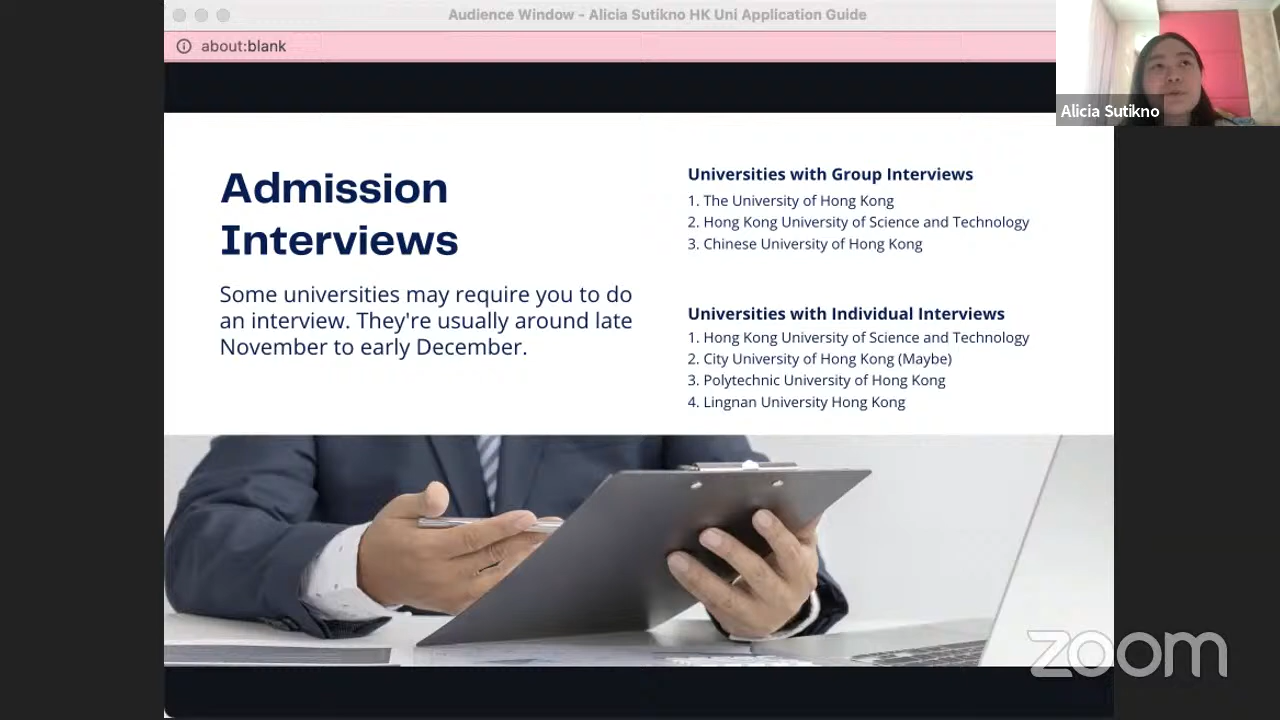 Audience Window - Alicia Sutikno HK Uni Application Guide
about:blank
Alicia Sutikno
Admission
Interviews
Some universities may require you to do
an interview. They're usually around late
November to early December.
Universities with Group Interviews
1. The University of Hong Kong
2. Hong Kong University of Science and Technology
3. Chinese University of Hong Kong
Universities with Individual Interviews
1. Hong Kong University of Science and Technology
2. City University of Hong Kong (Maybe)
3. Polytechnic University of Hong Kong
4. Lingnan University Hong Kong
zoom